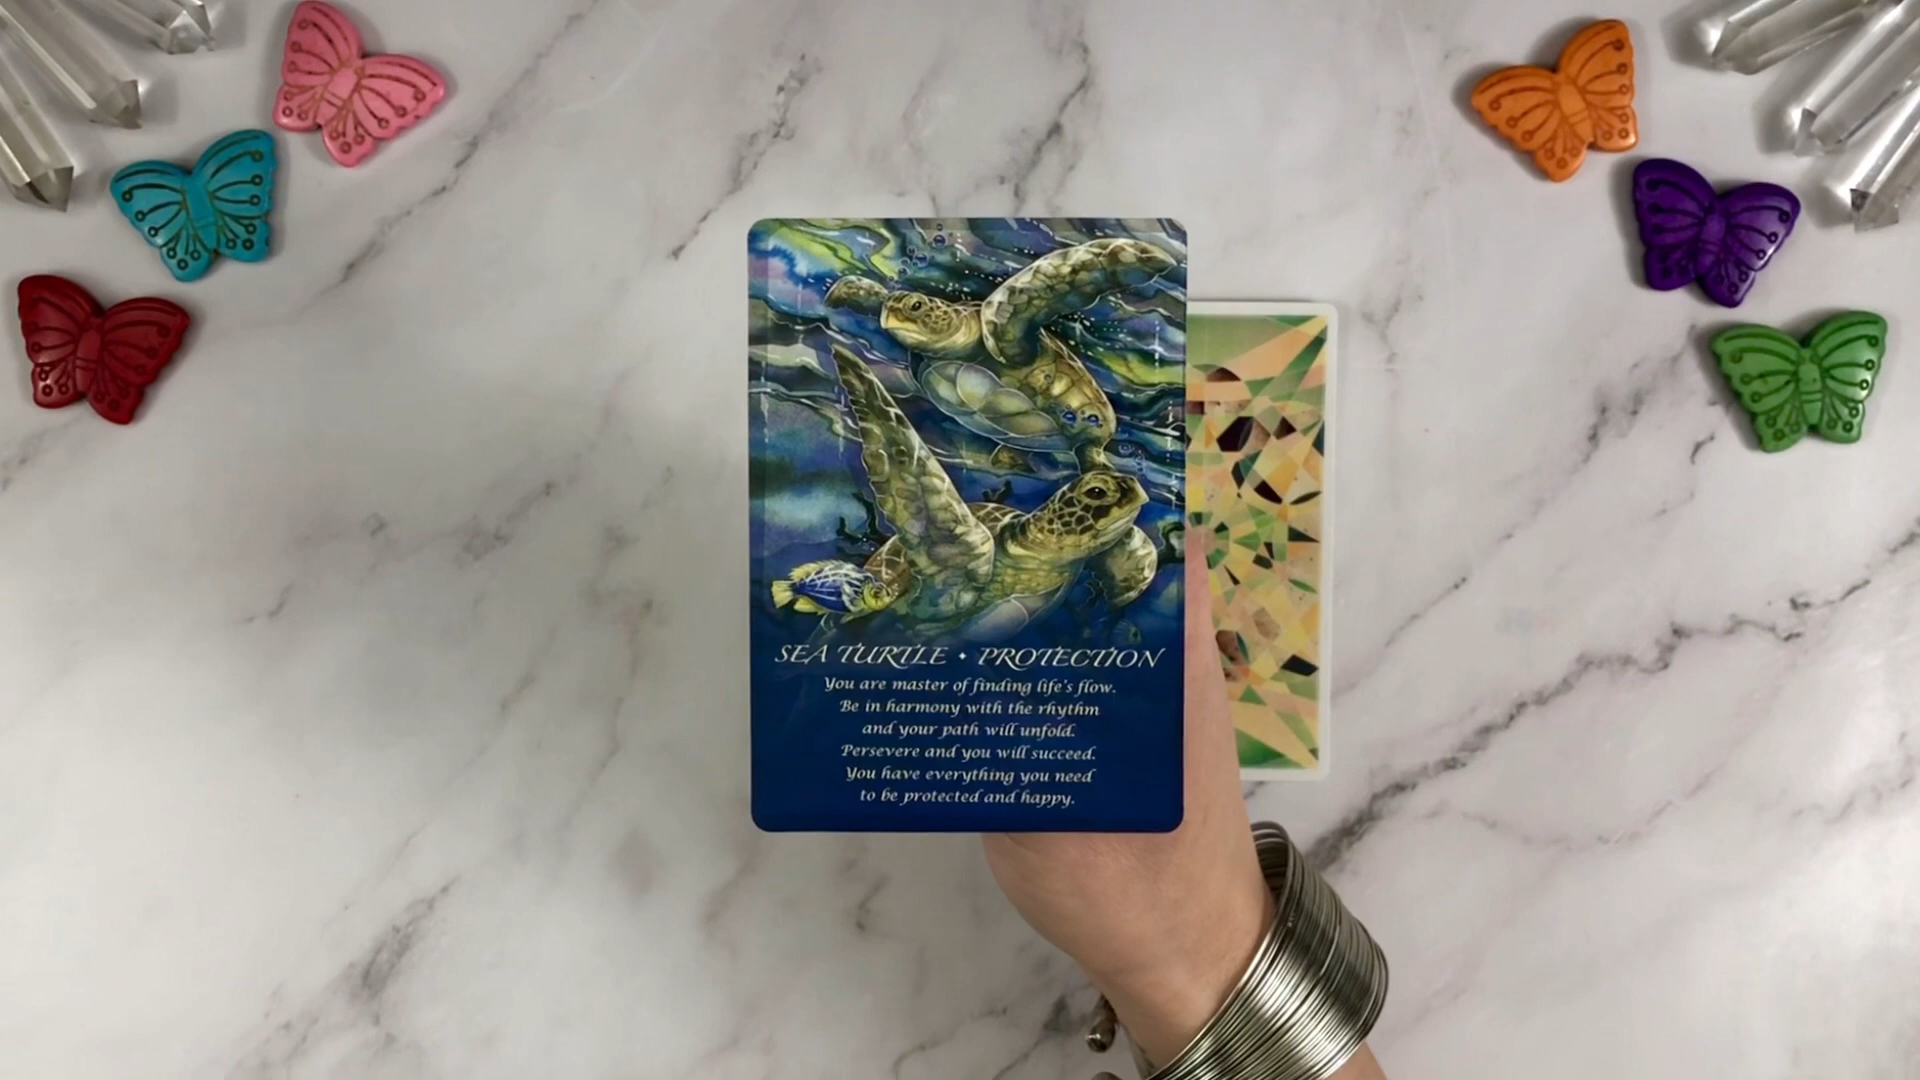 SEA TURTLE • PROTECTION
You are master of finding life's flow.
Be in harmony with the rhythm
and your path will unfold.
Persevere and you will succeed.
You have everything you need
to be protected and happy.